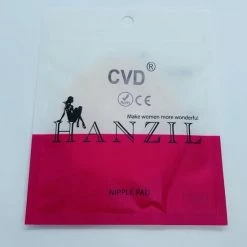 CVD®
CE
Make women more wonderful
HANZIL
NIPPLE PAD